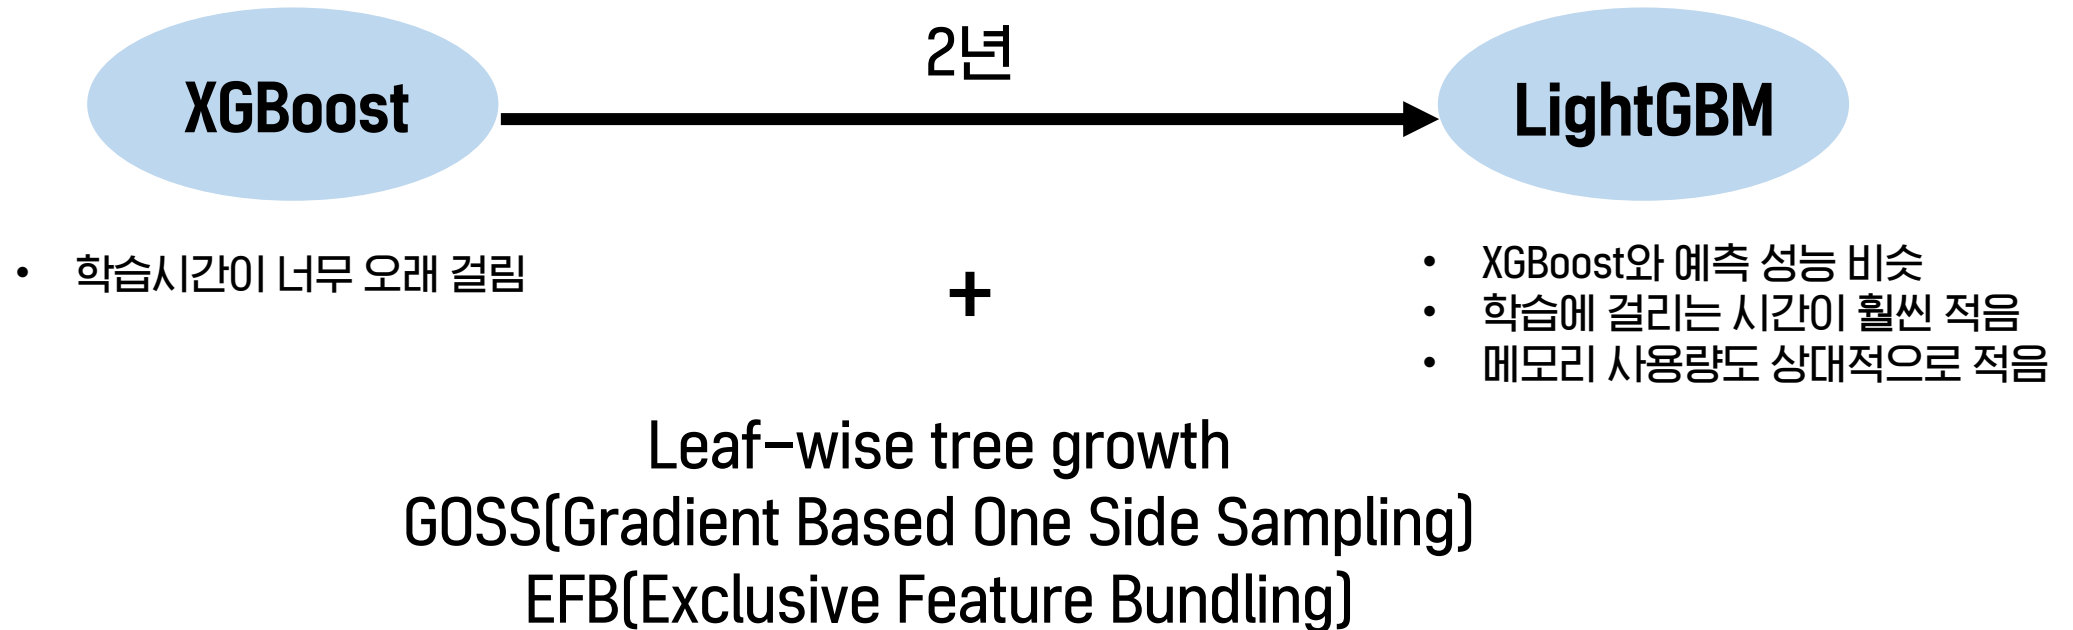 2년
XGBoost
LightGBM
• 학습시간이 너무 오래 걸림
+
• XGBoost와 예측 성능 비슷
• 학습에 걸리는 시간이 훨씬 적음
• 메모리 사용량도 상대적으로 적음
Leaf-wise tree growth
GOSS(Gradient Based One Side Sampling)
EFB(Exclusive Feature Bundling)